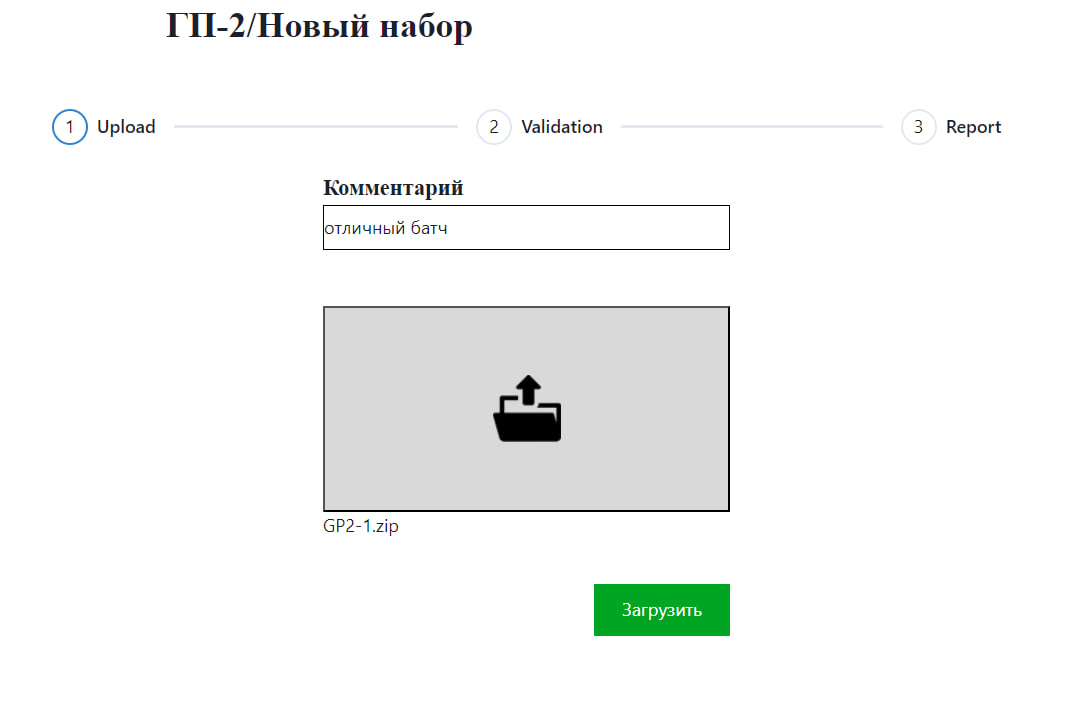 ГП-2/Новый набор
1 Upload 2 Validation 3 Report
Комментарий
отличный батч
GP2-1.zip
Загрузить